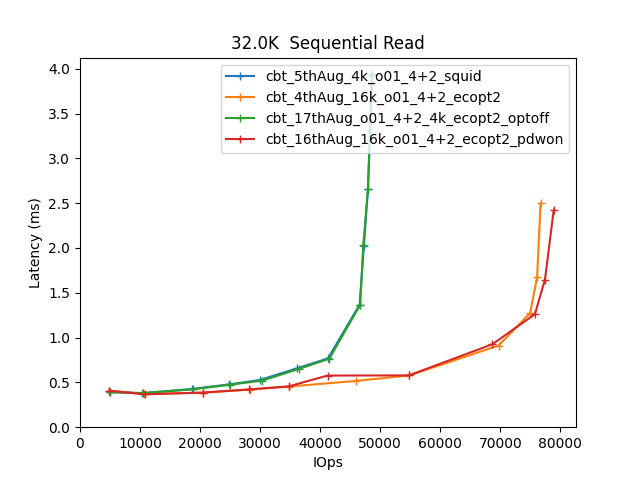 32.0K  Sequential Read
cbt_5thAug_4k_o01_4+2_squid
cbt_4thAug_16k_o01_4+2_ecopt2
cbt_17thAug_o01_4+2_4k_ecopt2_optoff
cbt_16thAug_16k_o01_4+2_ecopt2_pdwon
Latency (ms)
4.0
3.5
3.0
2.5
2.0
1.5
1.0
0.5
0.0
0 10000 20000 30000 40000 50000 60000 70000 80000
IOps